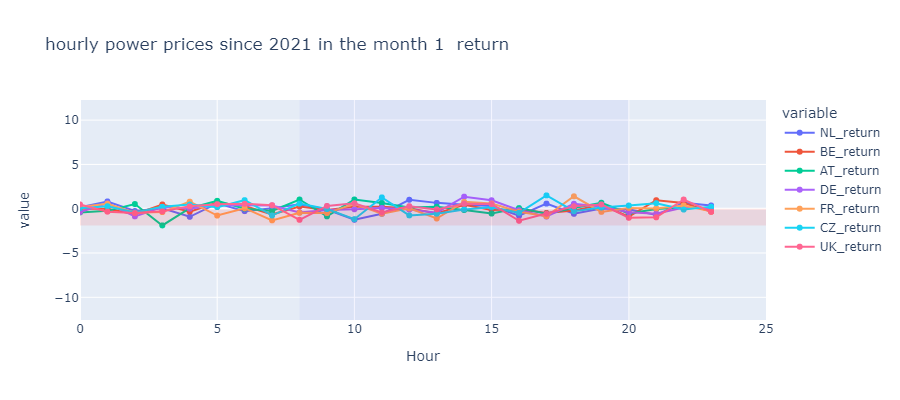 hourly power prices since 2021 in the month 1  return
variable
NL_return
BE_return
AT_return
DE_return
FR_return
CZ_return
UK_return
value
10
5
0
−5
−10
0
5
10
15
20
25
Hour